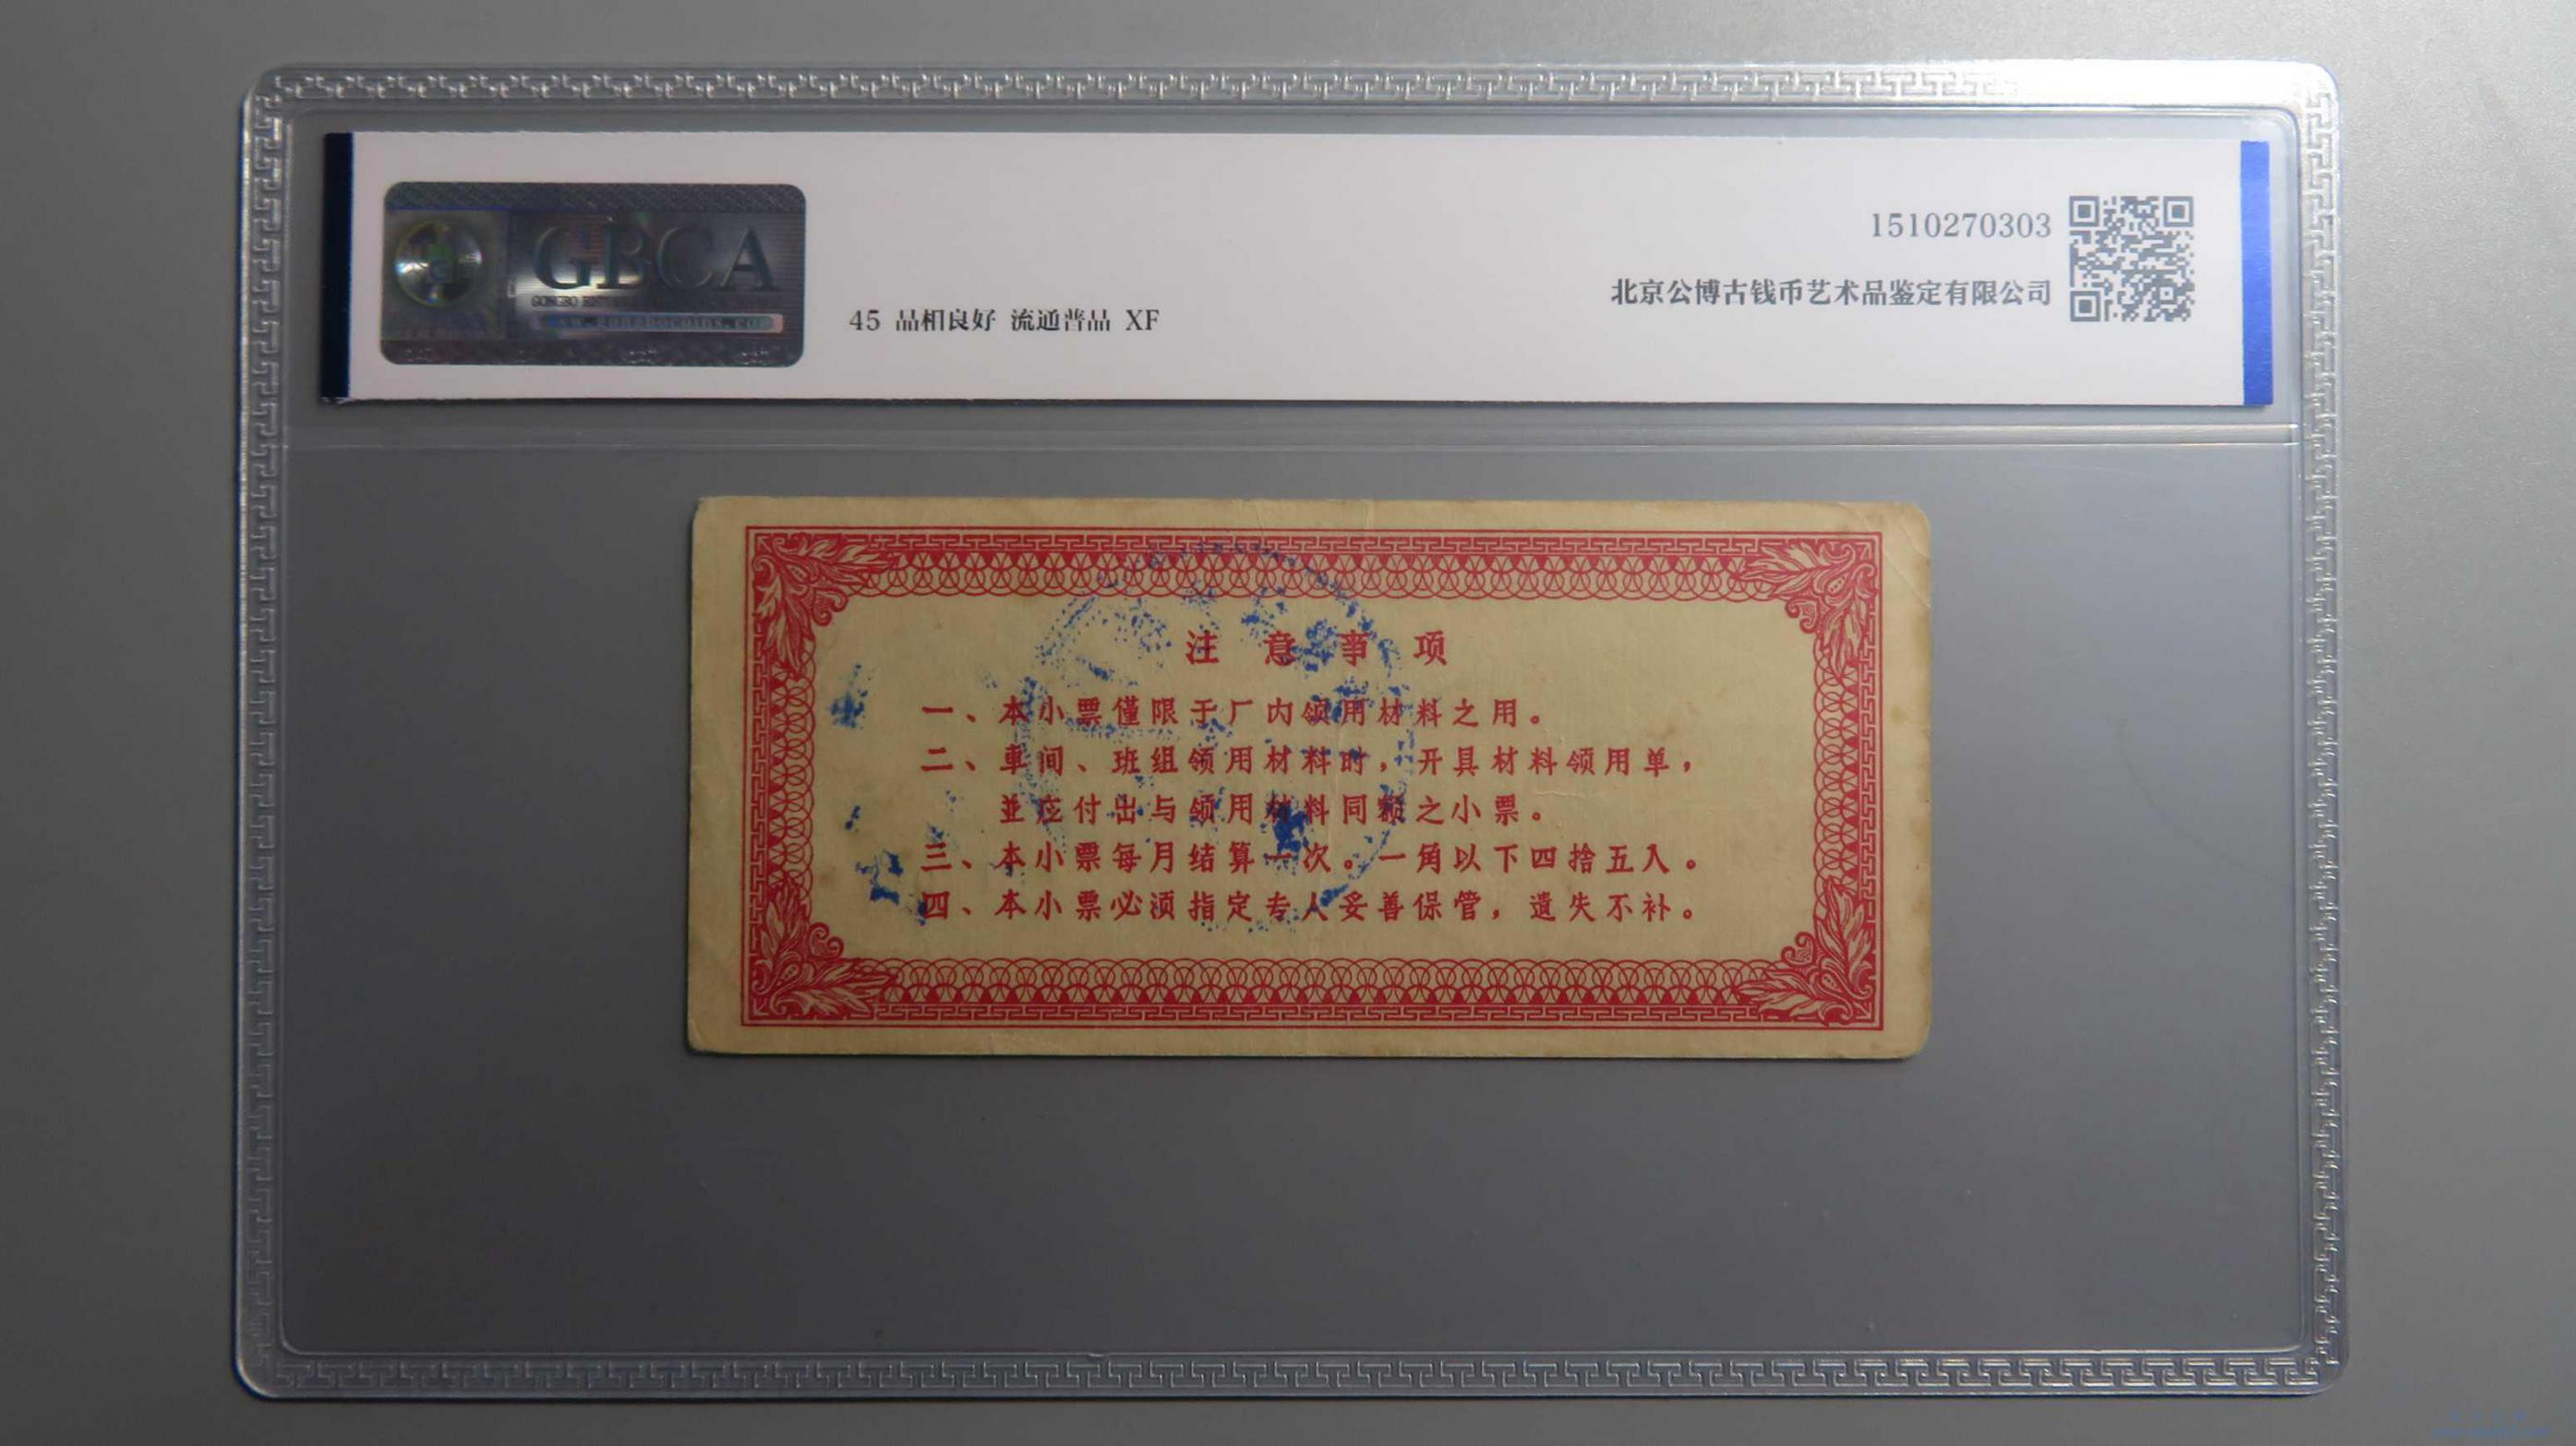 GBCA
1510270303
北京公博古钱币艺术品鉴定有限公司
45 品相良好 流通普品 XF
注意事项
一、本小票僅限于厂内领用材料之用。
二、車间、班组领用材料时，开具材料领用单，
並应付出与领用材料同额之小票。
三、本小票每月结算一次。一角以下四捨五入。
四、本小票必须指定专人妥善保管，遗失不补。